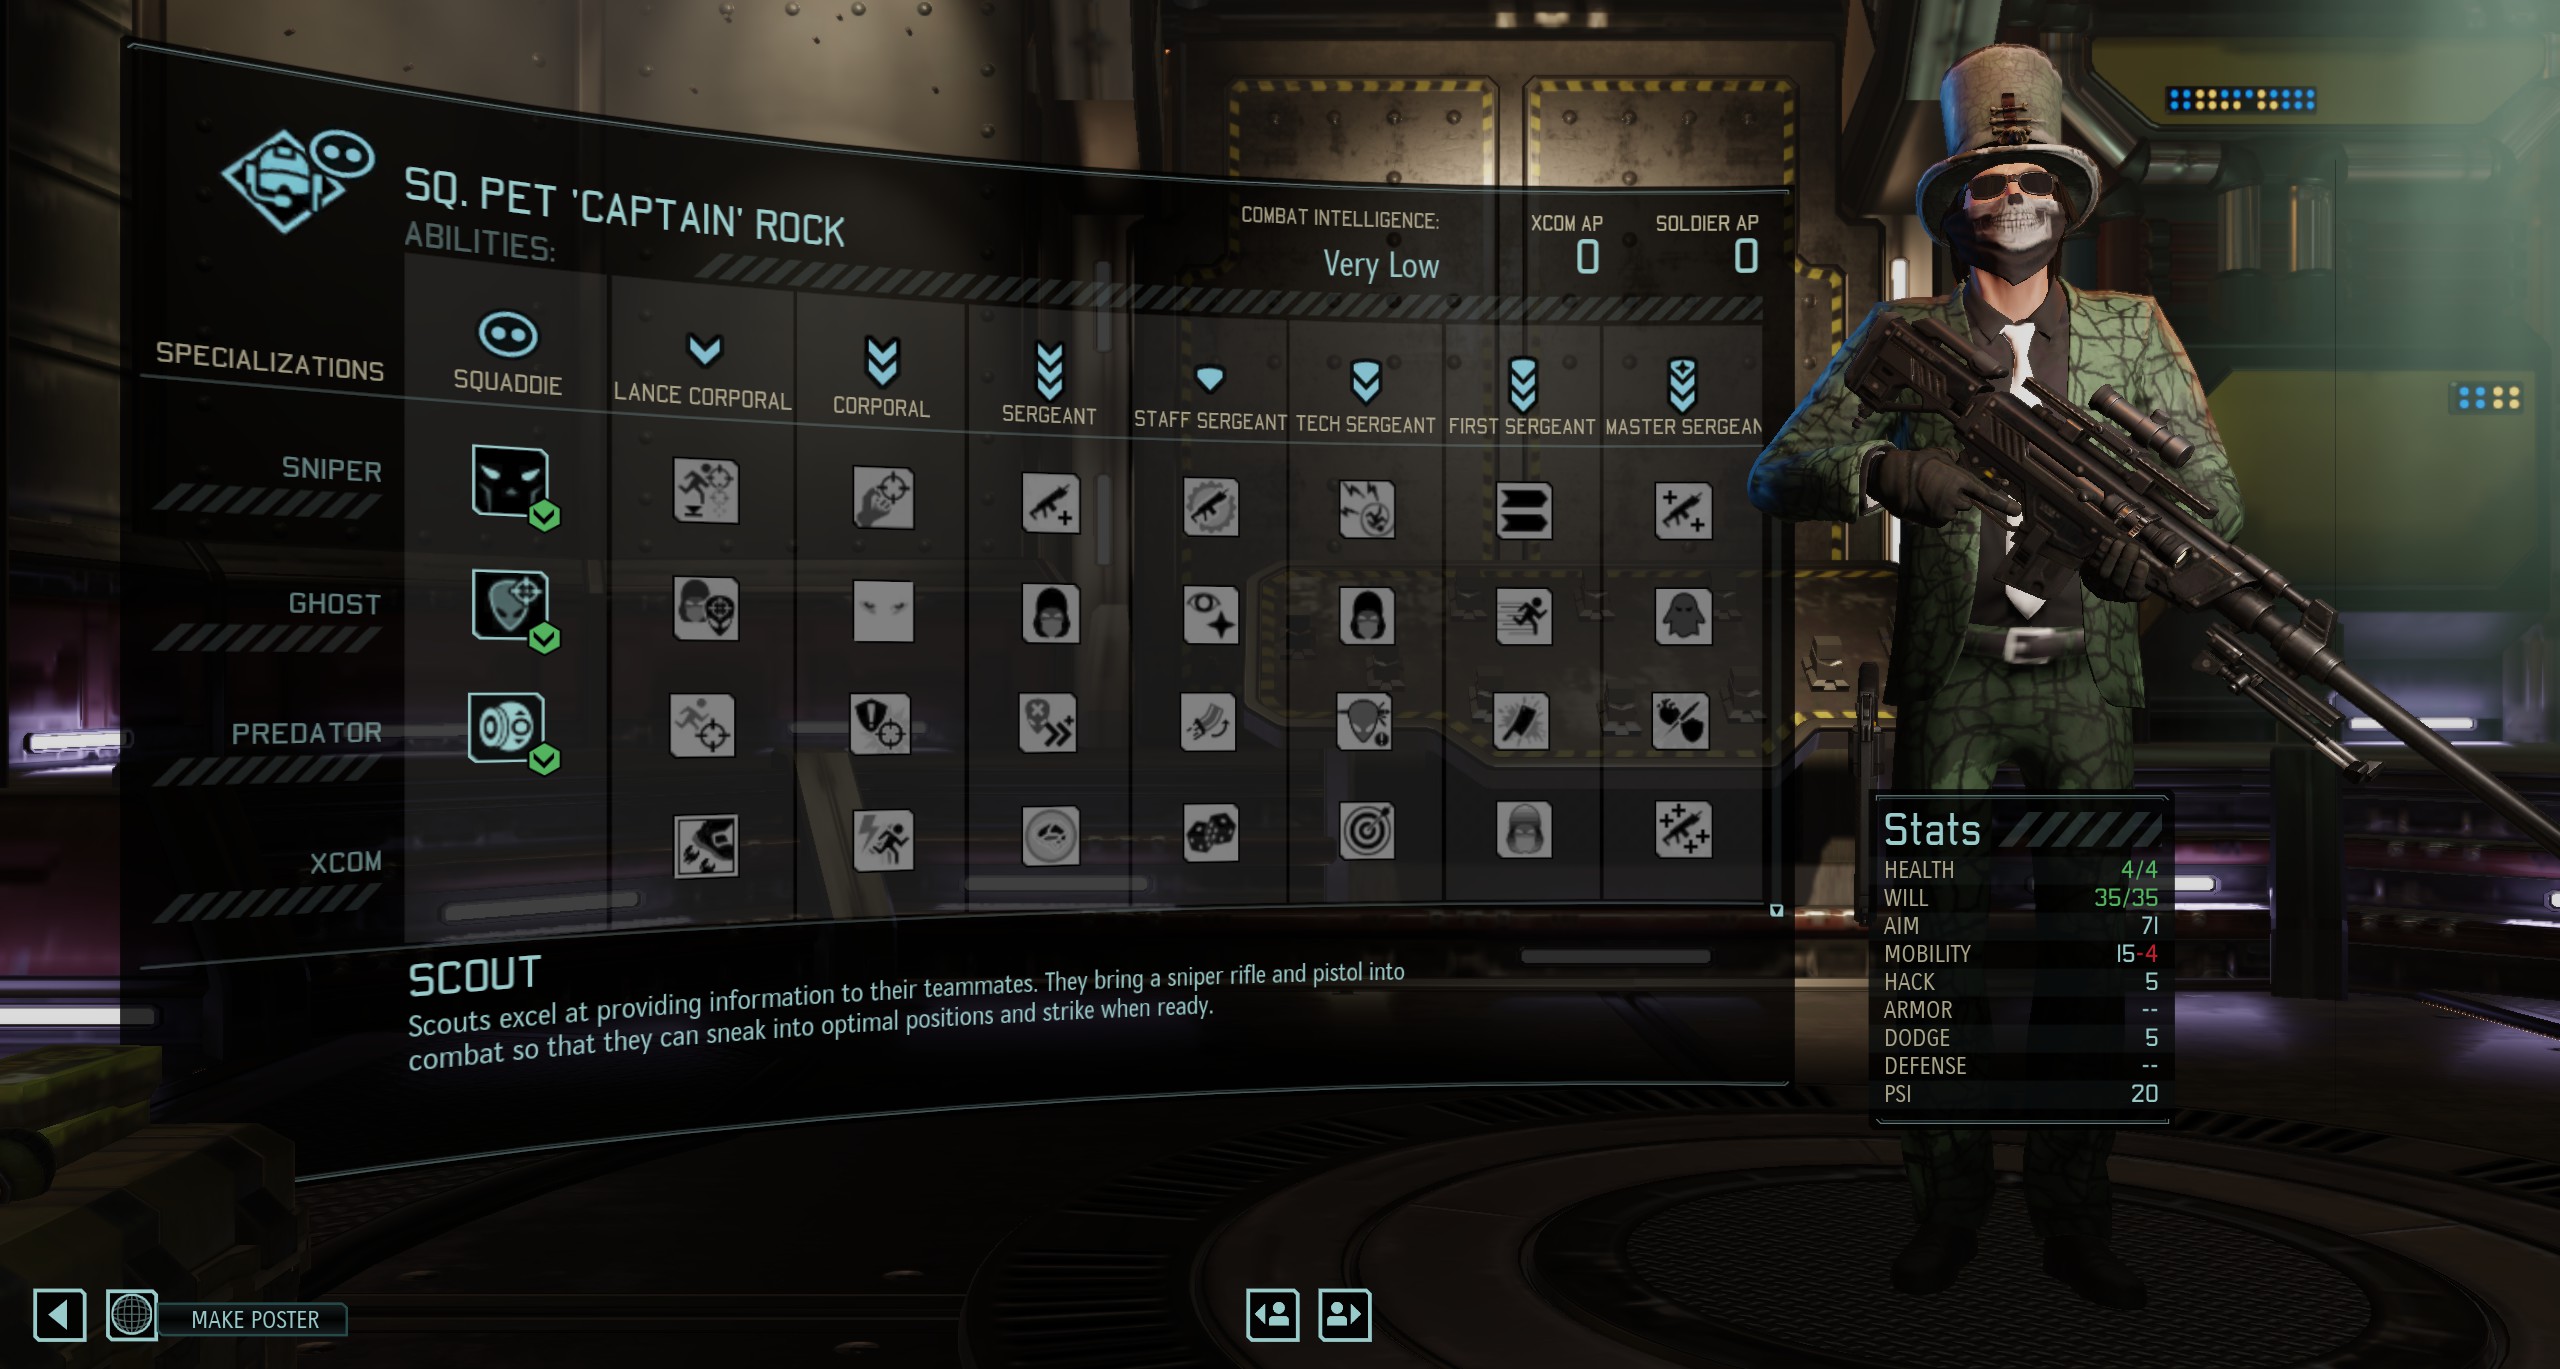 SQ. PET 'CAPTAIN' ROCK
ABILITIES:
COMBAT INTELLIGENCE:
Very Low
XCOM AP
0
SOLDIER AP
0
SPECIALIZATIONS
SQUADDIE
LANCE CORPORAL
CORPORAL
SERGEANT
STAFF SERGEANT
TECH SERGEANT
FIRST SERGEANT
MASTER SERGEAN
SNIPER
GHOST
PREDATOR
XCOM
SCOUT
Scouts excel at providing information to their teammates. They bring a sniper rifle and pistol into
combat so that they can sneak into optimal positions and strike when ready.
Stats
HEALTH 4/4
WILL 35/35
AIM 71
MOBILITY 15-4
HACK 5
ARMOR --
DODGE 5
DEFENSE --
PSI 20
MAKE POSTER